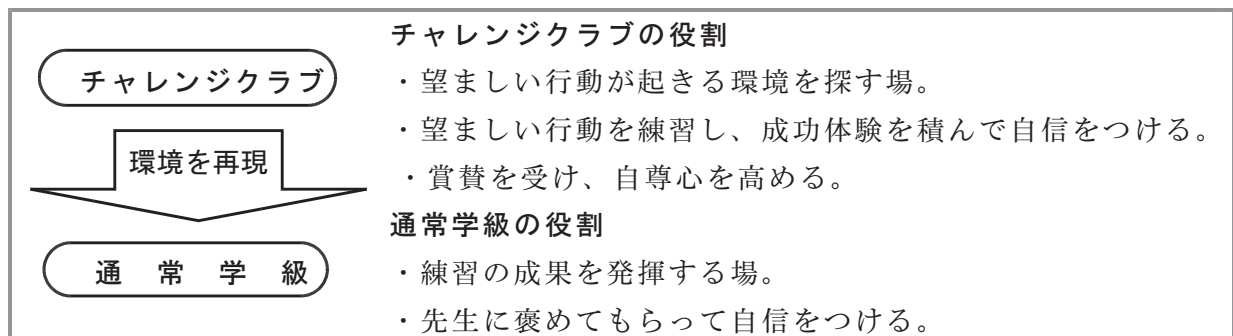 チャレンジクラブ
環境を再現
通常学級
チャレンジクラブの役割
・望ましい行動が起きる環境を探す場。
・望ましい行動を練習し、成功体験を積んで自信をつける。
・賞賛を受け、自尊心を高める。
通常学級の役割
・練習の成果を発揮する場。
・先生に褒めてもらって自信をつける。